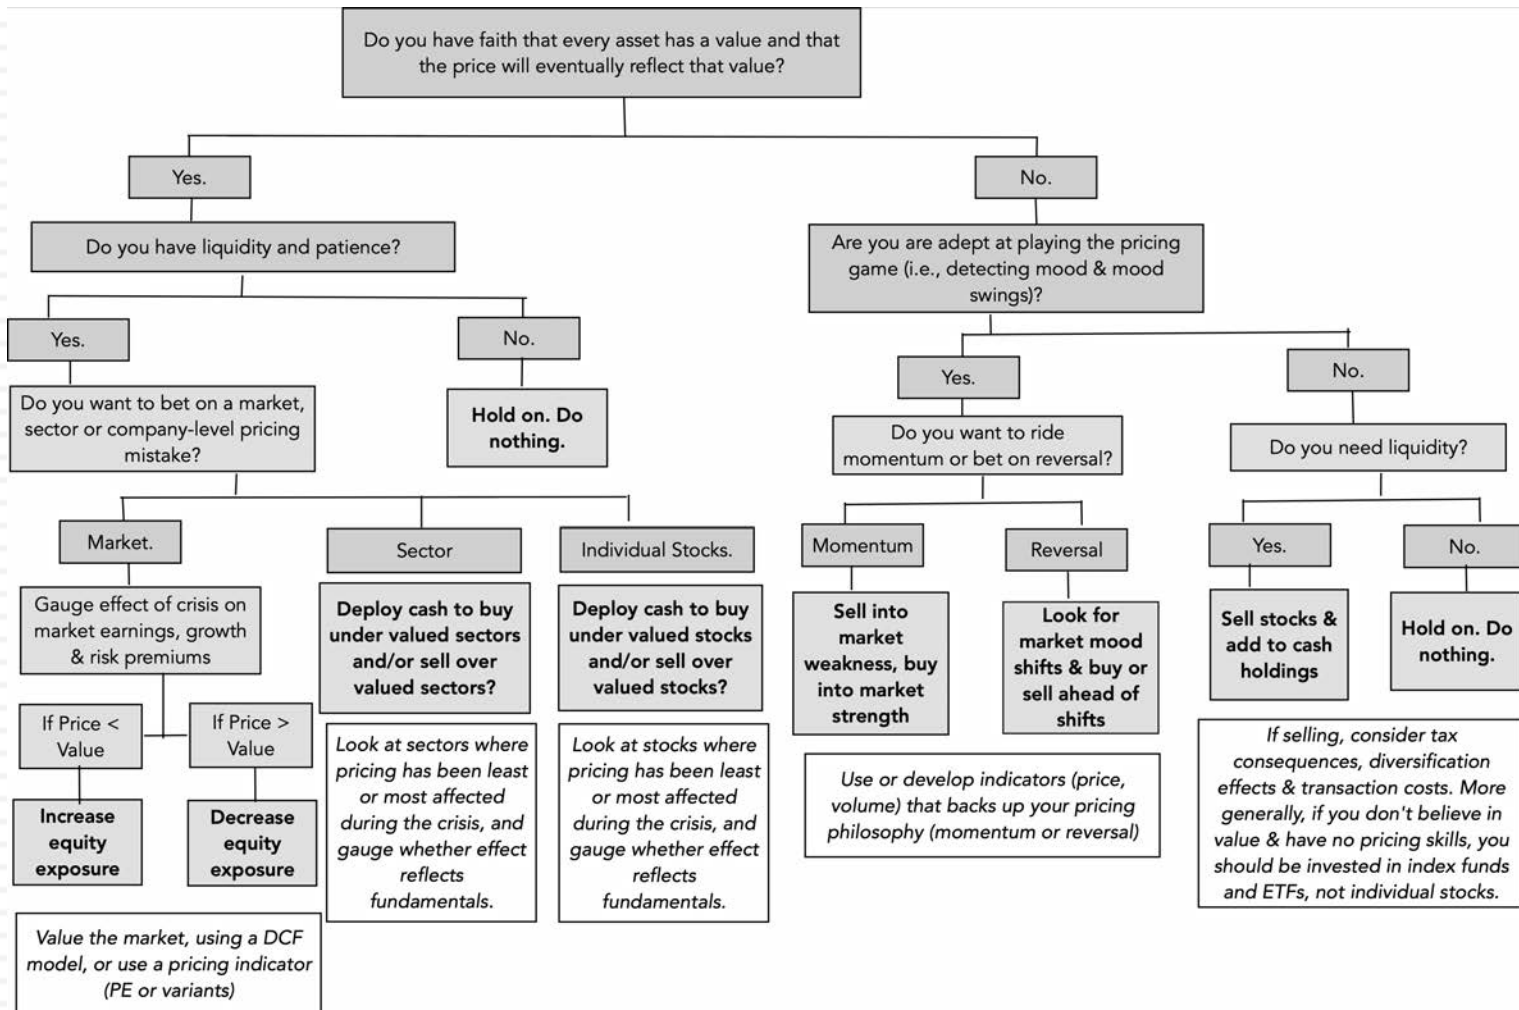 Do you have faith that every asset has a value and that
the price will eventually reflect that value?
Yes.
No.
Do you have liquidity and patience?
Are you are adept at playing the pricing
game (i.e., detecting mood & mood
swings)?
Yes.
No.
Yes.
No.
Do you want to bet on a market,
sector or company-level pricing
mistake?
Hold on. Do
nothing.
Do you want to ride
momentum or bet on reversal?
Do you need liquidity?
Market.
Sector
Individual Stocks.
Momentum
Reversal
Yes.
No.
Gauge effect of crisis on
market earnings, growth
& risk premiums
Deploy cash to buy
under valued sectors
and/or sell over
valued sectors?
Deploy cash to buy
under valued stocks
and/or sell over
valued stocks?
Sell into
market
weakness, buy
into market
strength
Look for
market mood
shifts & buy or
sell ahead of
shifts
Sell stocks &
add to cash
holdings
Hold on. Do
nothing.
If Price <
Value
If Price >
Value
Look at sectors where
pricing has been least
or most affected
during the crisis, and
gauge whether effect
reflects
fundamentals.
Look at stocks where
pricing has been least
or most affected
during the crisis, and
gauge whether effect
reflects
fundamentals.
Use or develop indicators (price,
volume) that backs up your pricing
philosophy (momentum or reversal)
If selling, consider tax
consequences, diversification
effects & transaction costs. More
generally, if you don't believe in
value & have no pricing skills, you
should be invested in index funds
and ETFs, not individual stocks.
Increase
equity
exposure
Decrease
equity
exposure
Value the market, using a DCF
model, or use a pricing indicator
(PE or variants)